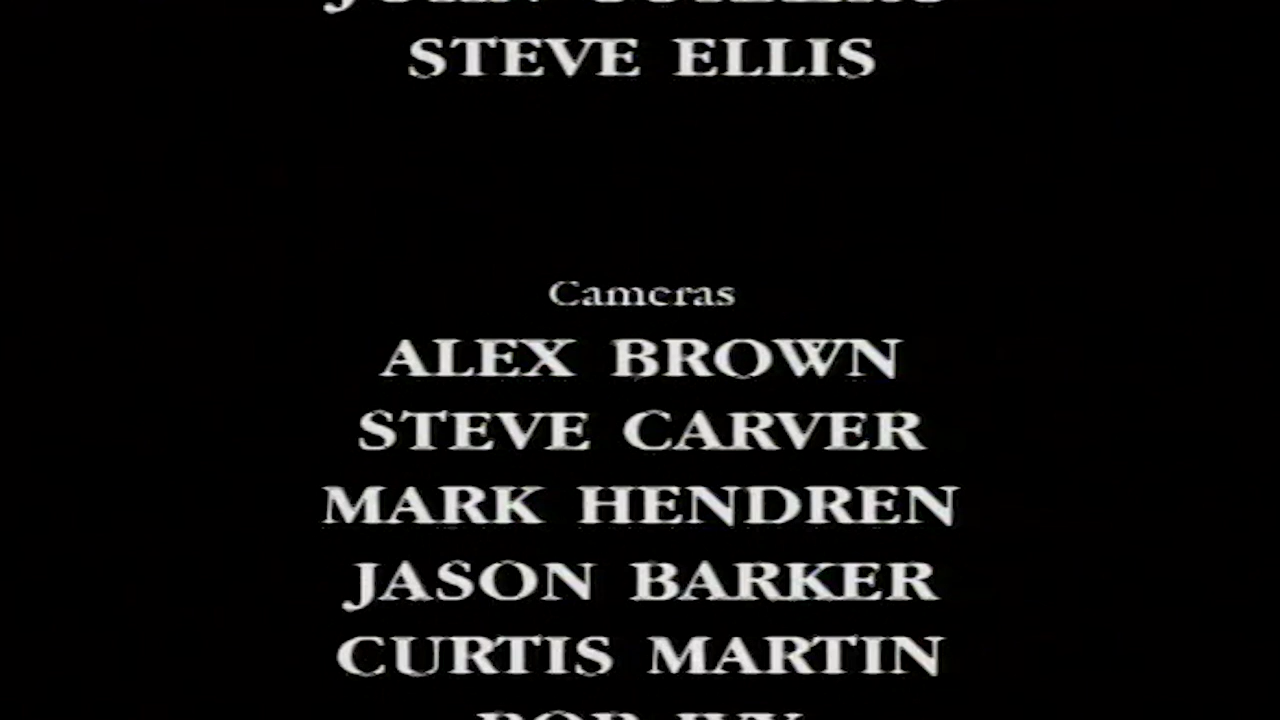 STEVE ELLIS
Cameras
ALEX BROWN
STEVE CARVER
MARK HENDREN
JASON BARKER
CURTIS MARTIN